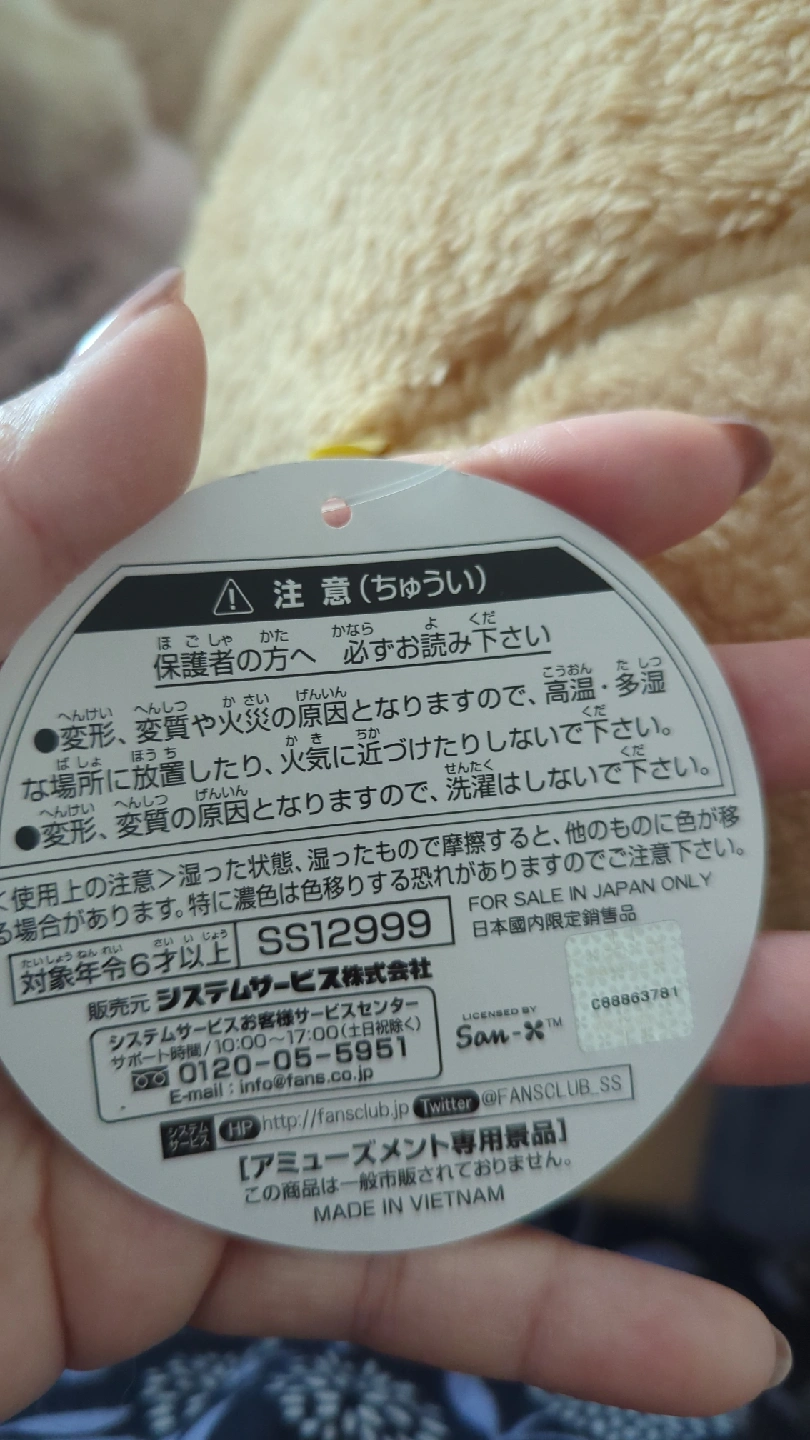 注意(ちゅうい)
保護者の方へ 必ずお読み下さい
●変形、変質や火災の原因となりますので、高温・多湿
な場所に放置したり、火気に近づけたりしないで下さい。
●変形、変質の原因となりますので、洗濯はしないで下さい。
<使用上の注意>湿った状態、湿ったもので摩擦すると、他のものに色が移
る場合があります。特に濃色は色移りする恐れがありますのでご注意下さい。
対象年令6才以上 SS12999
FOR SALE IN JAPAN ONLY
日本國内限定銷售品
販売元 システムサービス株式会社
システムサービスお客様サービスセンター
サポート時間/10:00〜17:00(土日祝除く)
0120-05-5951
E-mail : info@fans.co.jp
LICENSED BY
San-X™
C88863781
システムサービス HP http://fansclub.jp Twitter @FANSCLUB_SS
[アミューズメント専用景品]
この商品は一般市販されておりません。
MADE IN VIETNAM